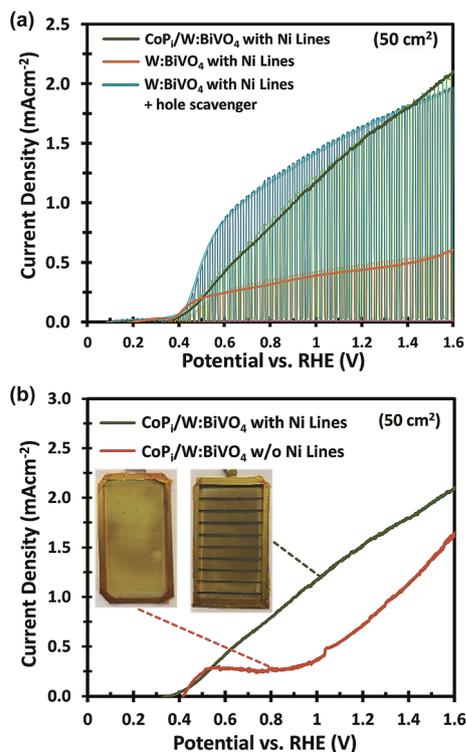 (a)
2.5
2.0
1.5
1.0
0.5
0.0
Current Density (mAcm⁻²)
CoPᵢ/W:BiVO₄ with Ni Lines
W:BiVO₄ with Ni Lines
W:BiVO₄ with Ni Lines
+ hole scavenger
(50 cm²)
0 0.2 0.4 0.6 0.8 1 1.2 1.4 1.6
Potential vs. RHE (V)
(b)
3.0
2.5
2.0
1.5
1.0
0.5
0.0
Current Density (mAcm⁻²)
CoPᵢ/W:BiVO₄ with Ni Lines
CoPᵢ/W:BiVO₄ w/o Ni Lines
(50 cm²)
0 0.2 0.4 0.6 0.8 1 1.2 1.4 1.6
Potential vs. RHE (V)